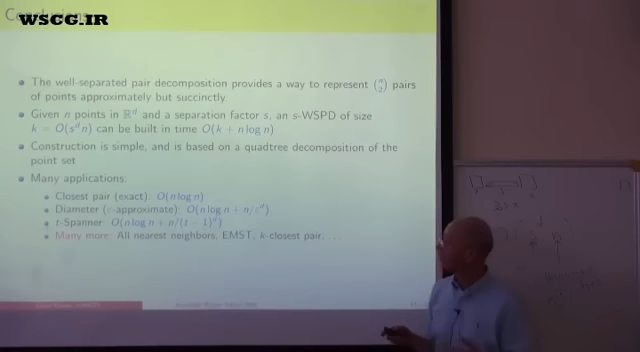 Conclusions
WSCG.IR
The well-separated pair decomposition provides a way to represent (n 2) pairs
of points approximately but succinctly.
Given n points in ℝ^d and a separation factor s, an s-WSPD of size
k = O(s^d n) can be built in time O(k + n log n)
Construction is simple, and is based on a quadtree decomposition of the
point set
Many applications:
Closest pair (exact): O(n log n)
Diameter (ε-approximate): O(n log n + n/ε^d)
t-Spanner: O(n log n + n/(t − 1)^d)
Many more: All nearest neighbors, EMST, k-closest pair, ...